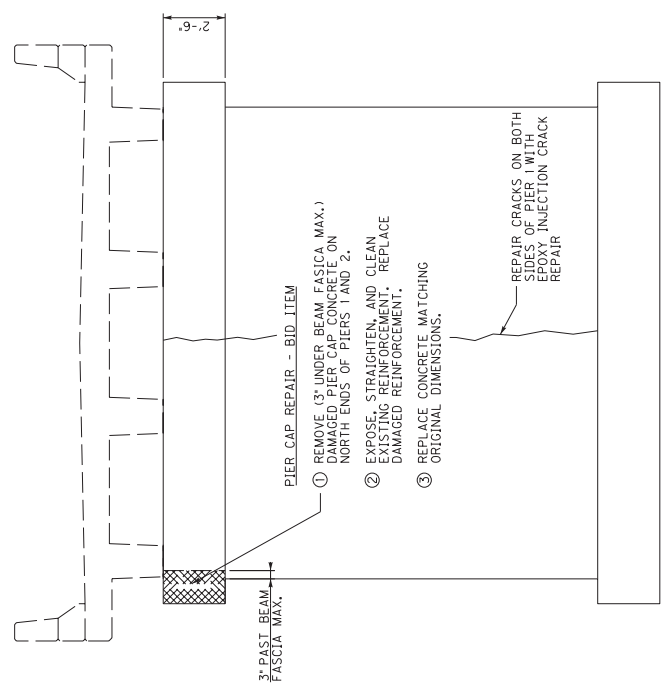 2'-6"
PIER CAP REPAIR - BID ITEM
① REMOVE (3" UNDER BEAM FASICA MAX.)
DAMAGED PIER CAP CONCRETE ON
NORTH ENDS OF PIERS 1 AND 2.
② EXPOSE, STRAIGHTEN, AND CLEAN
EXISTING REINFORCEMENT. REPLACE
DAMAGED REINFORCEMENT.
③ REPLACE CONCRETE MATCHING
ORIGINAL DIMENSIONS.
REPAIR CRACKS ON BOTH
SIDES OF PIER 1 WITH
EPOXY INJECTION CRACK
REPAIR
3" PAST BEAM
FASCIA MAX.